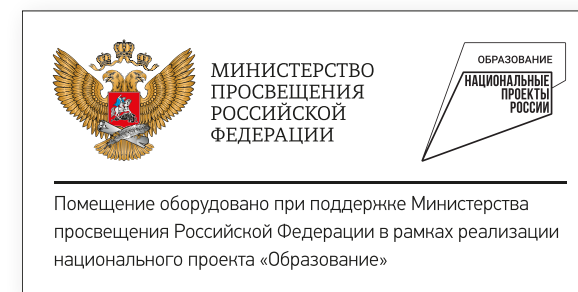 МИНИСТЕРСТВО
ПРОСВЕЩЕНИЯ
РОССИЙСКОЙ
ФЕДЕРАЦИИ
ОБРАЗОВАНИЕ
НАЦИОНАЛЬНЫЕ
ПРОЕКТЫ
РОССИИ
Помещение оборудовано при поддержке Министерства
просвещения Российской Федерации в рамках реализации
национального проекта «Образование»